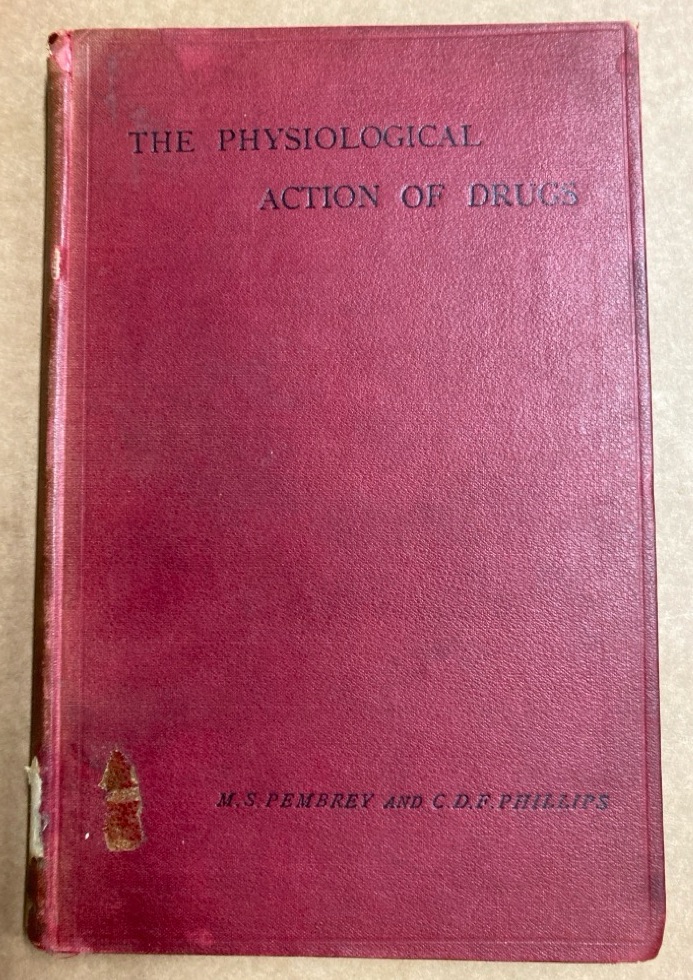 THE PHYSIOLOGICAL
ACTION OF DRUGS
M.S. PEMBREY AND C.D.F. PHILLIPS